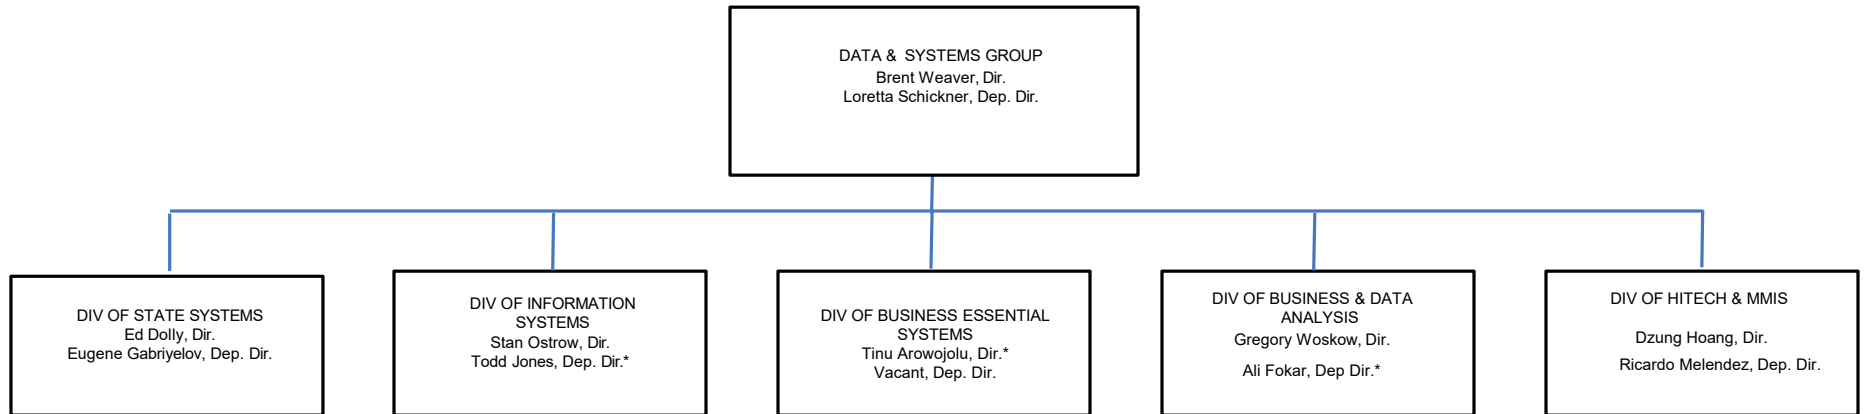 DATA & SYSTEMS GROUP
Brent Weaver, Dir.
Loretta Schickner, Dep. Dir.
DIV OF STATE SYSTEMS
Ed Dolly, Dir.
Eugene Gabriyelov, Dep. Dir.
DIV OF INFORMATION
SYSTEMS
Stan Ostrow, Dir.
Todd Jones, Dep. Dir.*
DIV OF BUSINESS ESSENTIAL
SYSTEMS
Tinu Arowojolu, Dir.*
Vacant, Dep. Dir.
DIV OF BUSINESS & DATA
ANALYSIS
Gregory Woskow, Dir.
Ali Fokar, Dep Dir.*
DIV OF HITECH & MMIS
Dzung Hoang, Dir.
Ricardo Melendez, Dep. Dir.